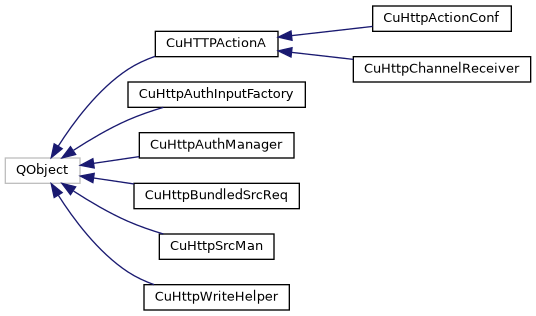 CuHttpActionConf
CuHTTPActionA
CuHttpChannelReceiver
CuHttpAuthInputFactory
CuHttpAuthManager
QObject
CuHttpBundledSrcReq
CuHttpSrcMan
CuHttpWriteHelper